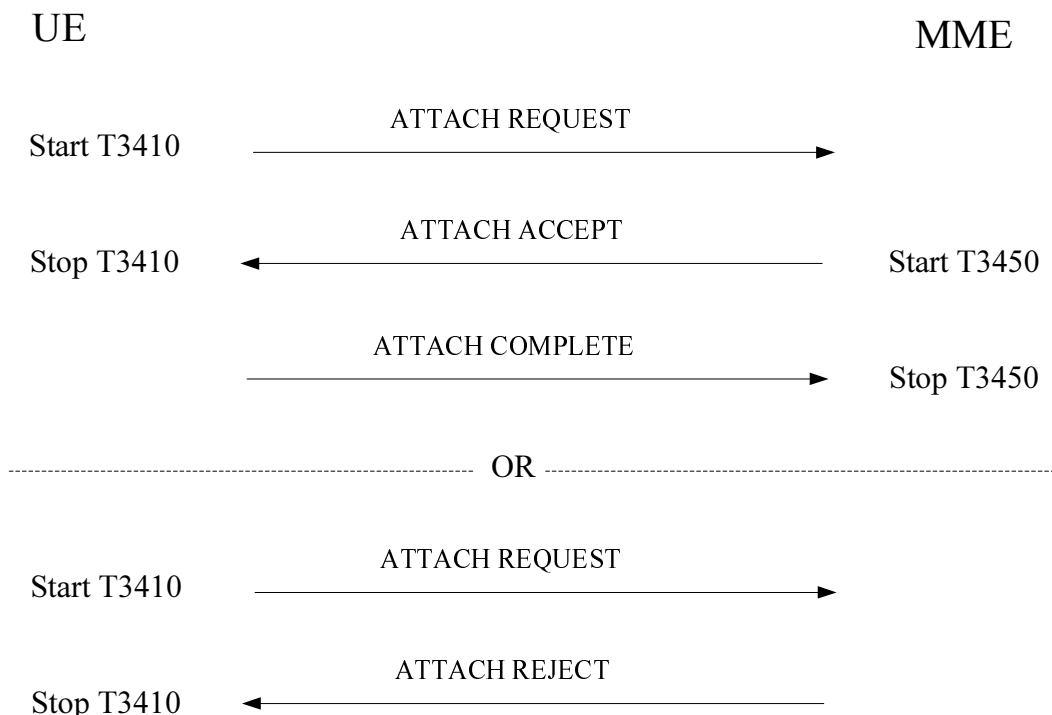 UE MME
ATTACH REQUEST
Start T3410
ATTACH ACCEPT
Stop T3410 Start T3450
ATTACH COMPLETE
Stop T3450
OR
ATTACH REQUEST
Start T3410
ATTACH REJECT
Stop T3410